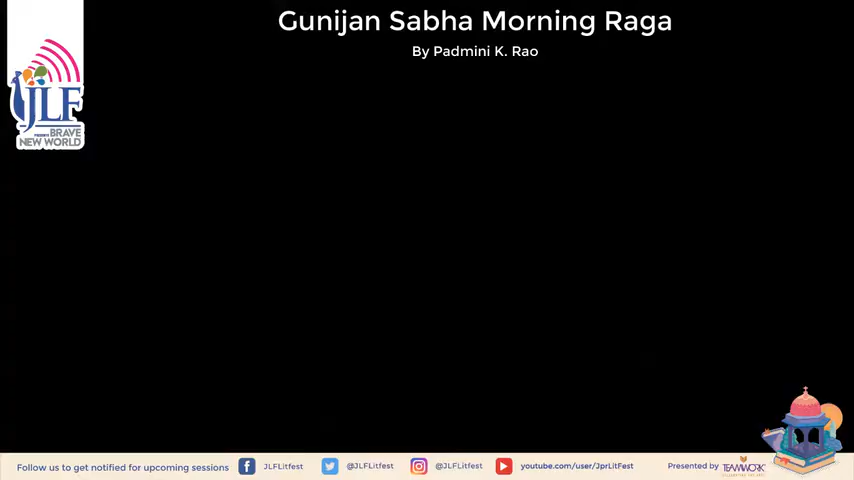 Gunijan Sabha Morning Raga
By Padmini K. Rao
JLF
PRESENTS BRAVE
NEW WORLD
Follow us to get notified for upcoming sessions
JLFLitfest
@JLFLitfest
@JLFLitfest
youtube.com/user/JprLitFest
Presented by
TEAMWORK